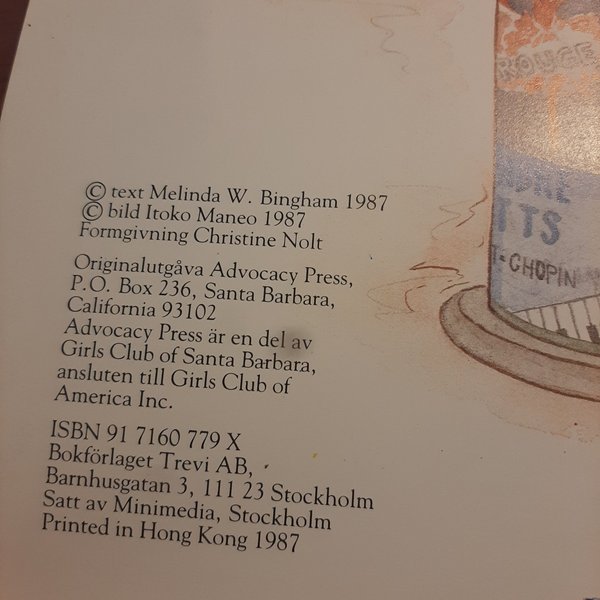 ROUGE
© text Melinda W. Bingham 1987
© bild Itoko Maneo 1987
Formgivning Christine Nolt
TTS
CHOPIN
Originalutgåva Advocacy Press,
P.O. Box 236, Santa Barbara,
California 93102
Advocacy Press är en del av
Girls Club of Santa Barbara,
ansluten till Girls Club of
America Inc.
ISBN 91 7160 779 X
Bokförlaget Trevi AB,
Barnhusgatan 3, 111 23 Stockholm
Satt av Minimedia, Stockholm
Printed in Hong Kong 1987